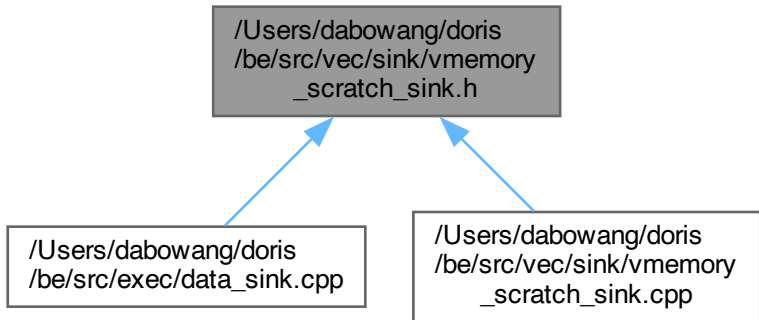 /Users/dabowang/doris
/be/src/vec/sink/vmemory
_scratch_sink.h
/Users/dabowang/doris
/be/src/exec/data_sink.cpp
/Users/dabowang/doris
/be/src/vec/sink/vmemory
_scratch_sink.cpp